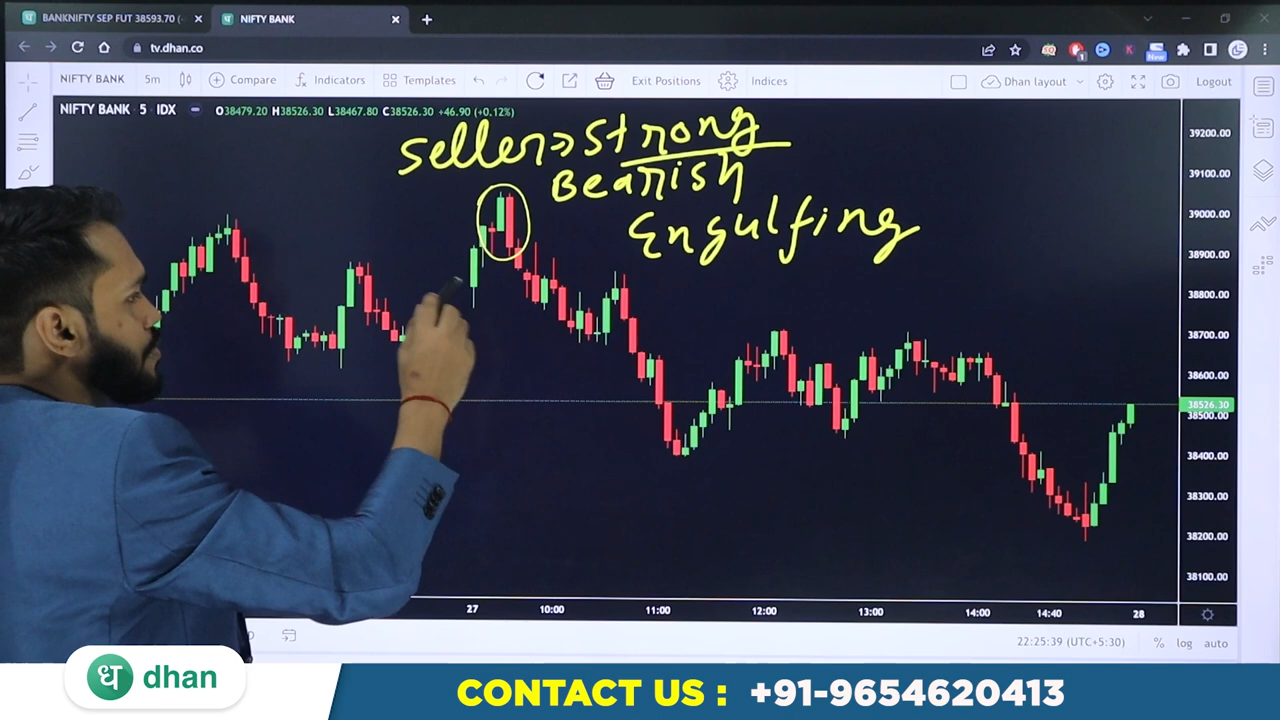 BANKNIFTY SEP FUT 38593.70 (-
NIFTY BANK
tv.dhan.co
New
1
NIFTY BANK 5m Compare Indicators Templates Exit Positions Indices Dhan layout Logout
NIFTY BANK · 5 · IDX O38479.20 H38526.30 L38467.80 C38526.30 +46.90 (+0.12%)
Seller⇒Strong
Bearish
Engulfing
39200.00
39100.00
39000.00
38900.00
38800.00
38700.00
38600.00
38526.30
38500.00
38400.00
38300.00
38200.00
38100.00
27 10:00 11:00 12:00 13:00 14:00 14:40 28
22:25:39 (UTC+5:30) % log auto
ध dhan
CONTACT US : +91-9654620413